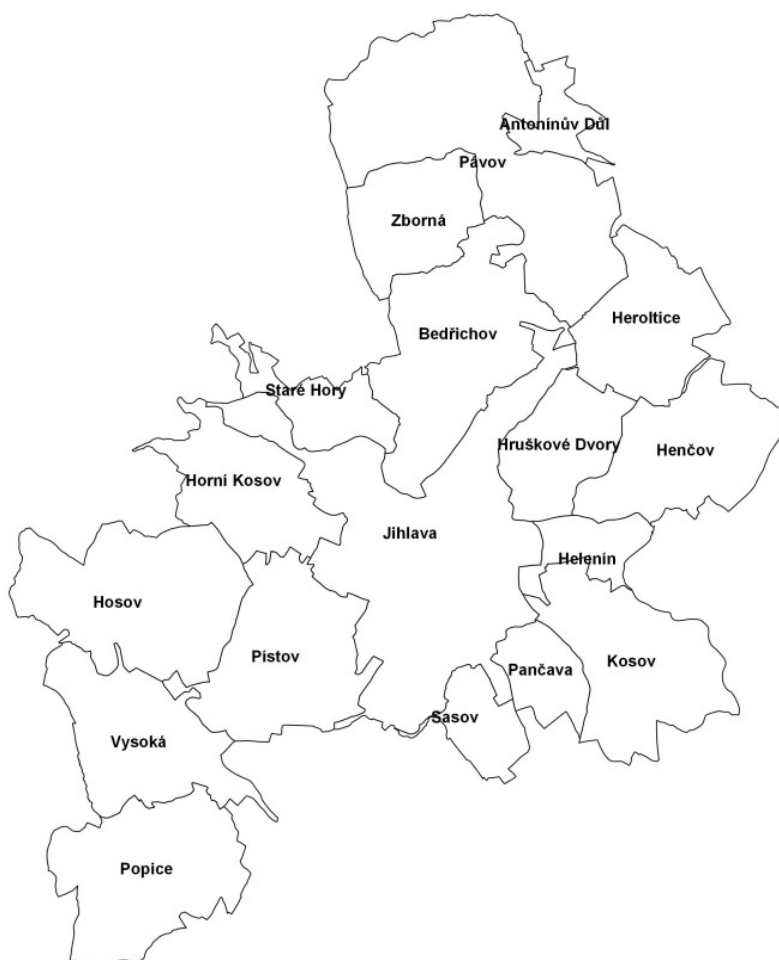 Antonínův Důl
Pávov
Zborná
Heroltice
Bedřichov
Staré Hory
Hruškové Dvory
Henčov
Horní Kosov
Jihlava
Helenín
Hosov
Pístov
Pančava
Kosov
Sasov
Vysoká
Popice